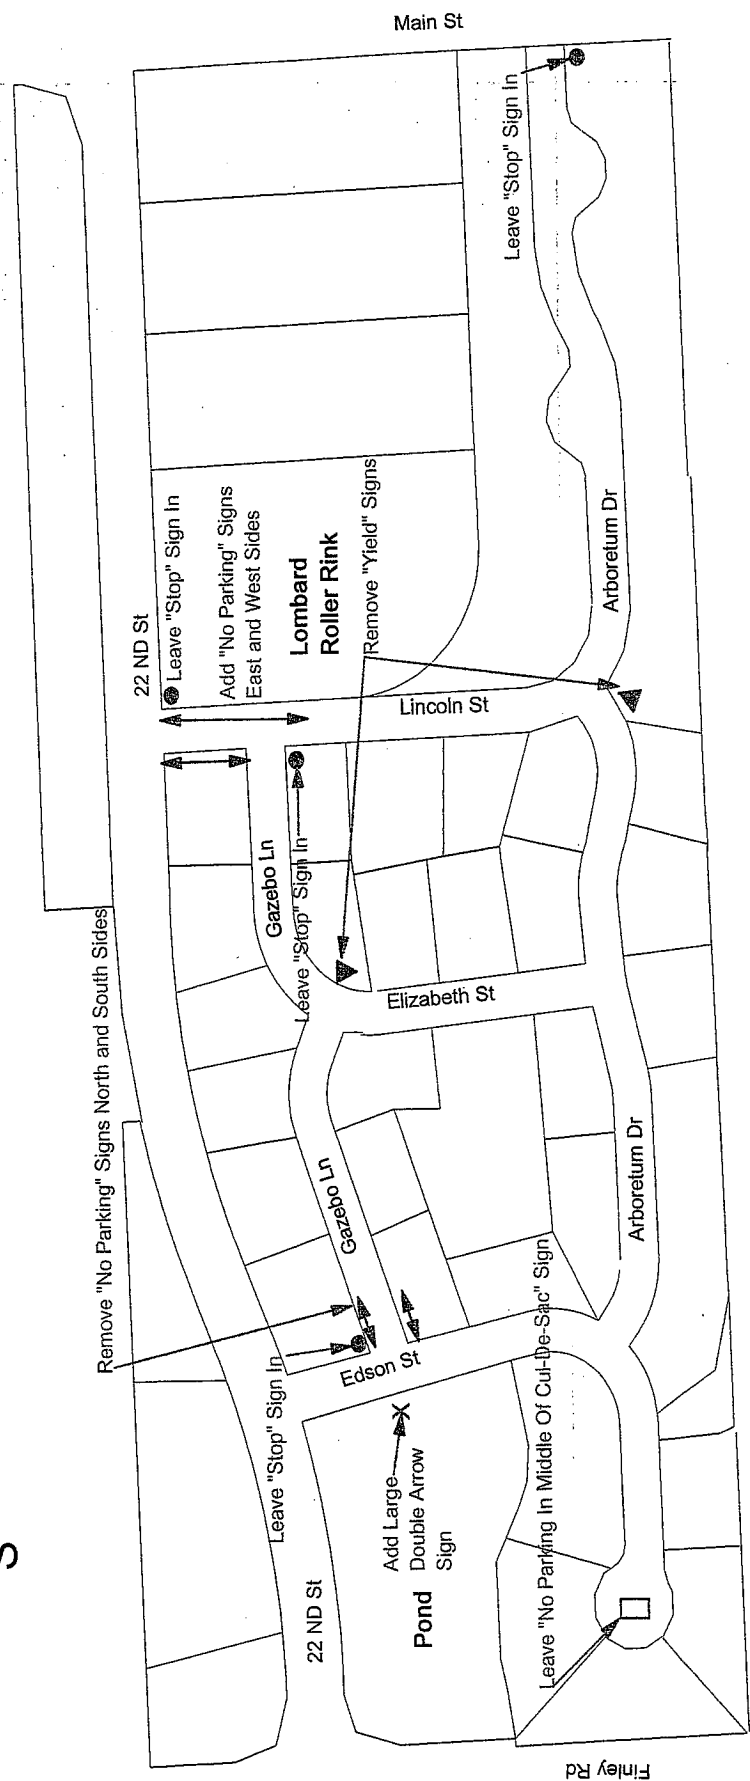 Main St
Leave "Stop" Sign In
22 ND St
Leave "Stop" Sign In
Add "No Parking" Signs
East and West Sides
Lombard
Roller Rink
Remove "Yield" Signs
Arboretum Dr
Lincoln St
Gazebo Ln
Leave "Stop" Sign In
Elizabeth St
Remove "No Parking" Signs North and South Sides
Gazebo Ln
Arboretum Dr
Leave "Stop" Sign In
Edson St
Add Large
Double Arrow
Sign
Pond
22 ND St
Leave "No Parking In Middle Of Cul-De-Sac" Sign
Finley Rd